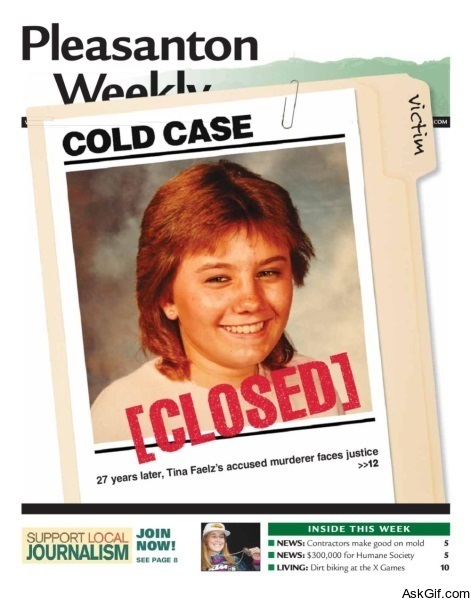 Pleasanton
Weekly
COM
victim
COLD CASE
[CLOSED]
27 years later, Tina Faelz's accused murderer faces justice
>>12
SUPPORT LOCAL
JOURNALISM
JOIN
NOW!
SEE PAGE 8
INSIDE THIS WEEK
NEWS: Contractors make good on mold 5
NEWS: $300,000 for Humane Society 5
LIVING: Dirt biking at the X Games 10
AskGif.com